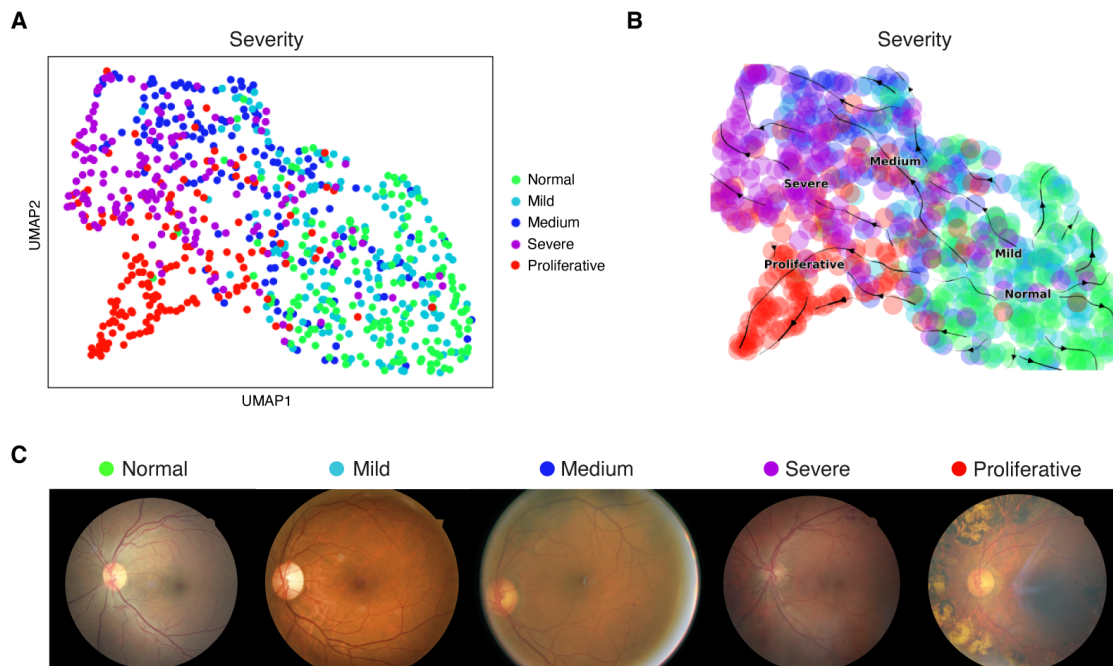 A
Severity
UMAP2
UMAP1
Normal
Mild
Medium
Severe
Proliferative
B
Severity
Medium
Severe
Mild
Proliferative
Normal
C
Normal
Mild
Medium
Severe
Proliferative